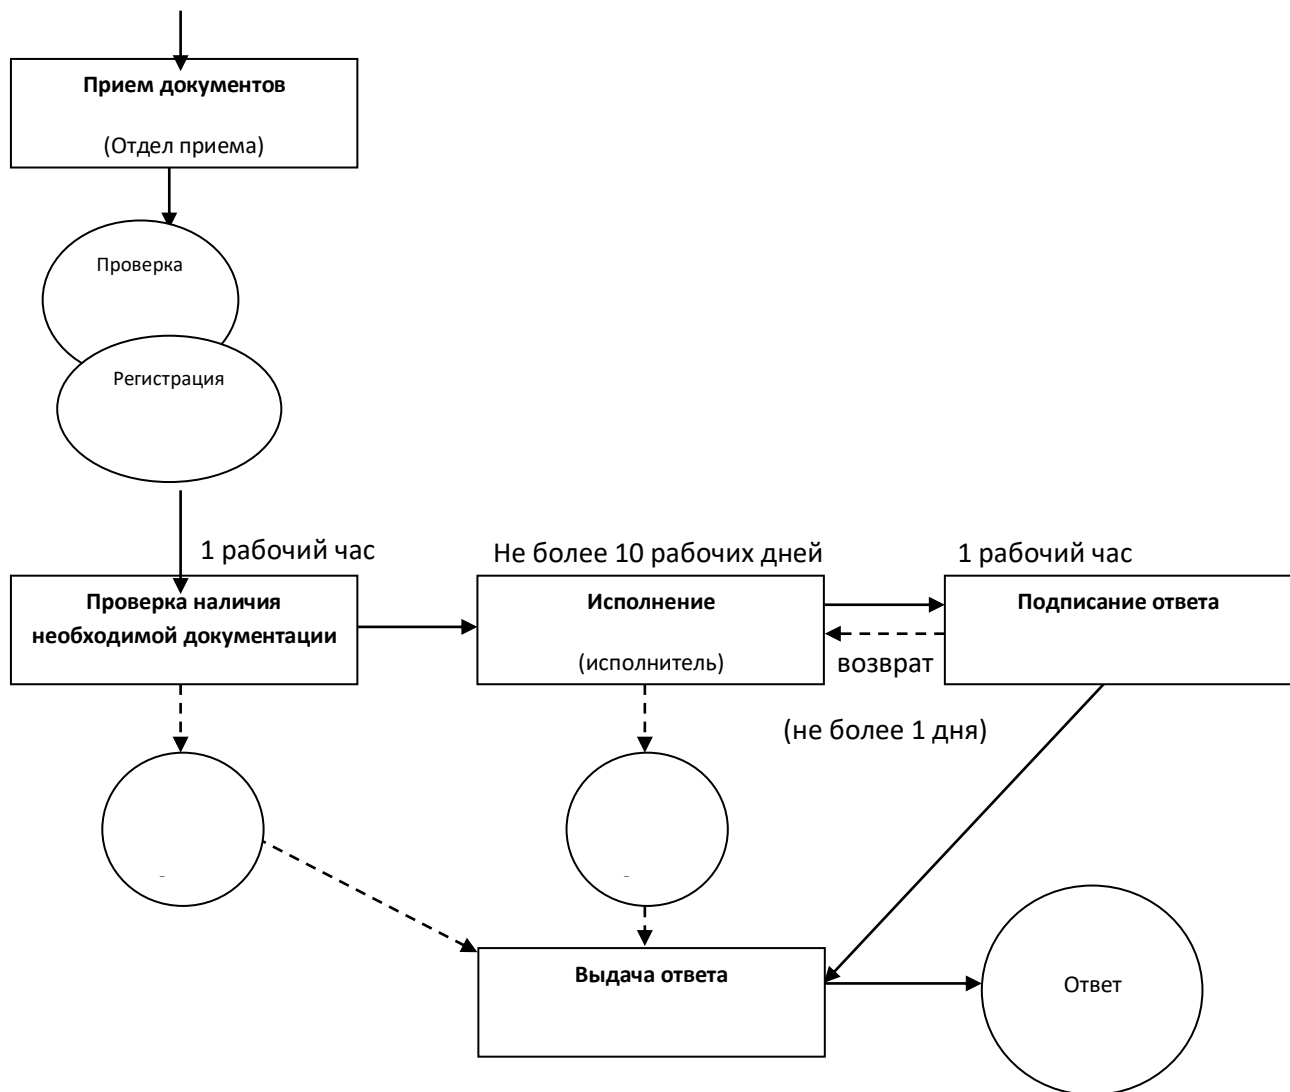 Прием документов
(Отдел приема)
Проверка
Регистрация
1 рабочий час
Не более 10 рабочих дней
1 рабочий час
Проверка наличия
необходимой документации
Исполнение
(исполнитель)
Подписание ответа
возврат
(не более 1 дня)
Выдача ответа
Ответ